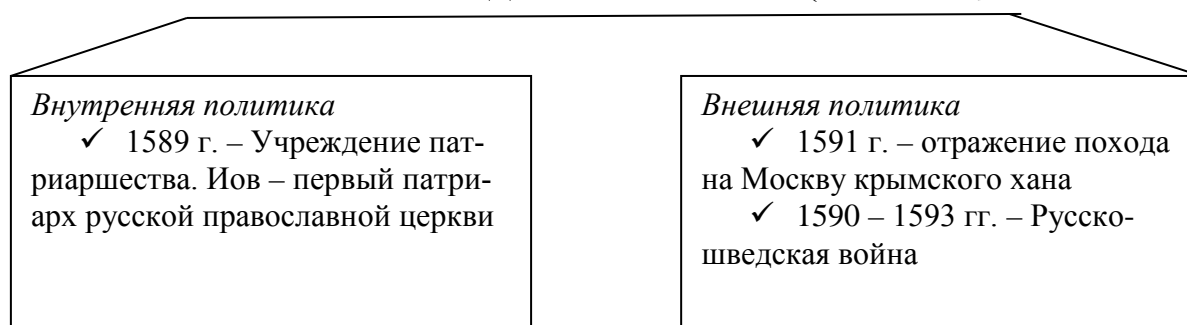 Внутренняя политика
✓ 1589 г. – Учреждение пат-
риаршества. Иов – первый патри-
арх русской православной церкви
Внешняя политика
✓ 1591 г. – отражение похода
на Москву крымского хана
✓ 1590 – 1593 гг. – Русско-
шведская война